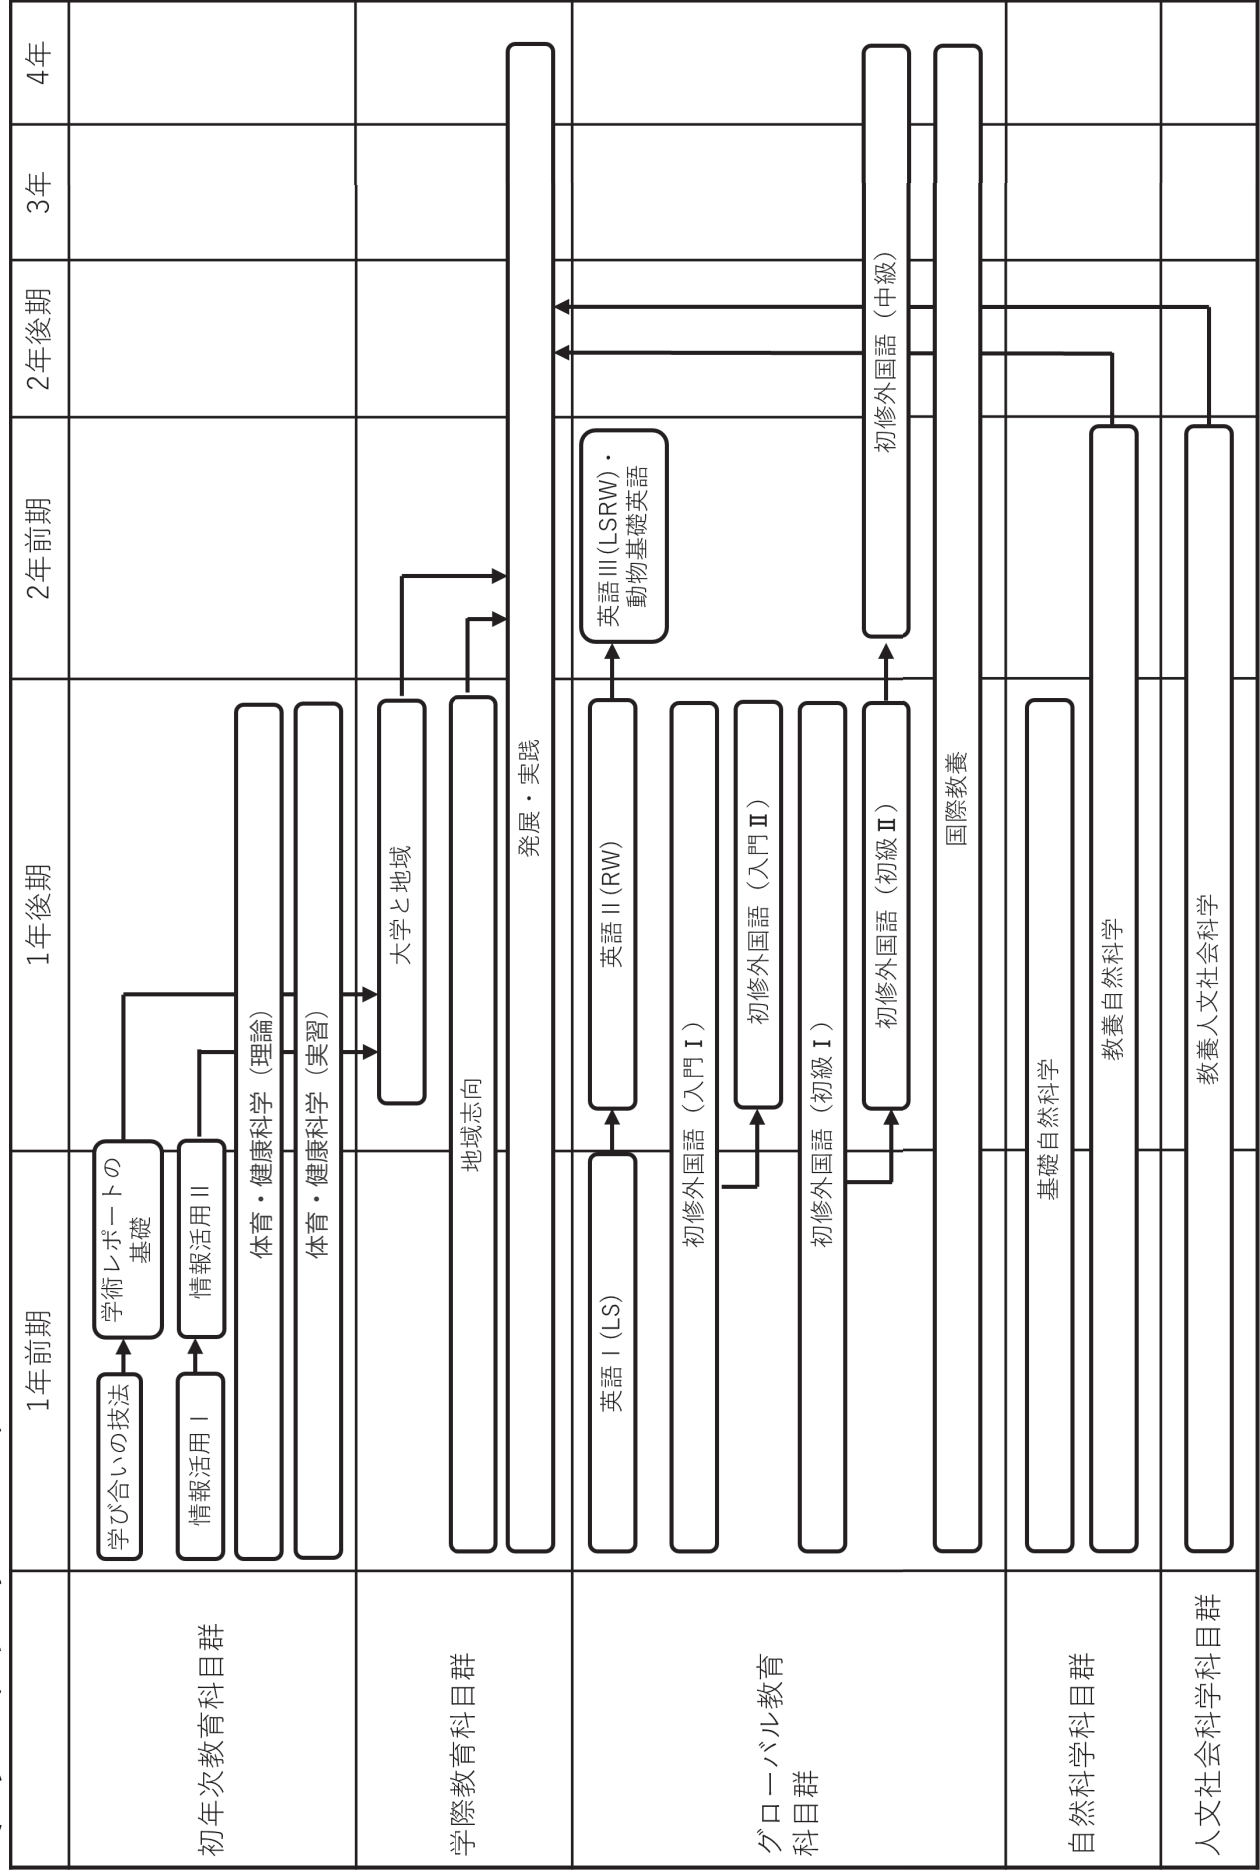 1年前期
1年後期
2年前期
2年後期
3年
4年
初年次教育科目群
学び合いの技法
学術レポートの
基礎
情報活用Ⅰ
情報活用Ⅱ
体育・健康科学（理論）
体育・健康科学（実習）
学際教育科目群
大学と地域
地域志向
発展・実践
グローバル教育
科目群
英語Ⅰ(LS)
英語Ⅱ(RW)
英語Ⅲ(LSRW)・
動物基礎英語
初修外国語（入門Ⅰ）
初修外国語（入門Ⅱ）
初修外国語（初級Ⅰ）
初修外国語（初級Ⅱ）
初修外国語（中級）
国際教養
自然科学科目群
基礎自然科学
教養自然科学
人文社会科学科目群
教養人文社会科学